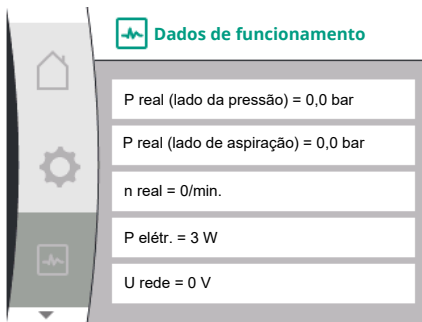 Dados de funcionamento
P real (lado da pressão) = 0,0 bar
P real (lado de aspiração) = 0,0 bar
n real = 0/min.
P elétr. = 3 W
U rede = 0 V